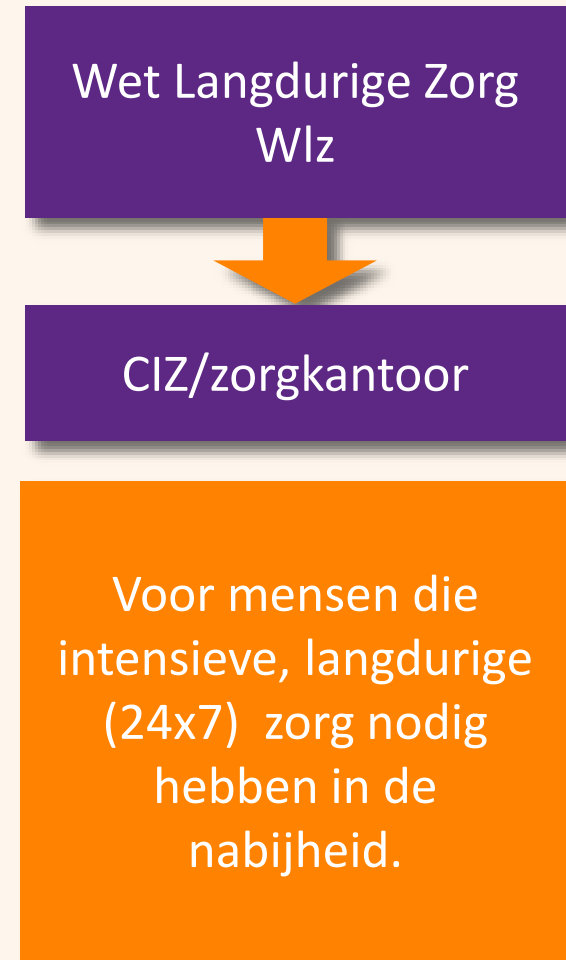 Wet Langdurige Zorg
Wlz
CIZ/zorgkantoor
Voor mensen die
intensieve, langdurige
(24x7)  zorg nodig
hebben in de
nabijheid.